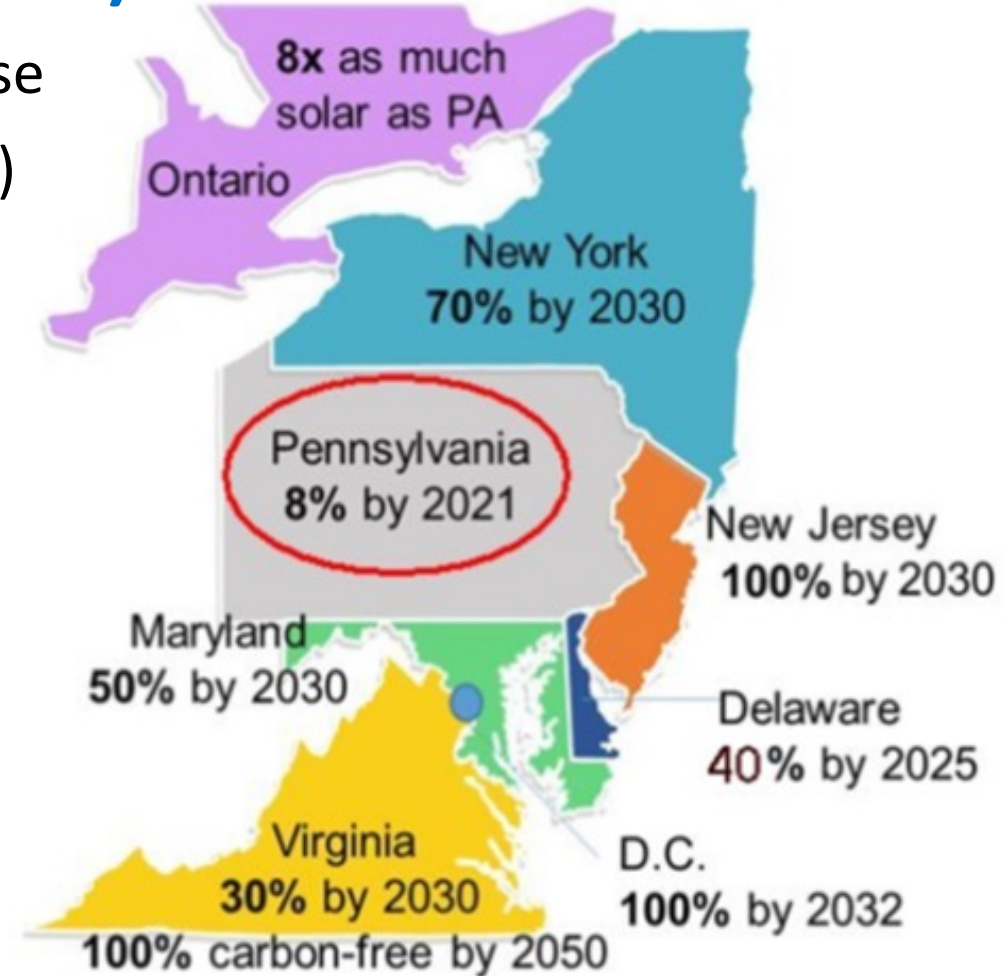 se
)
8x as much
solar as PA
Ontario
New York
70% by 2030
Pennsylvania
8% by 2021
New Jersey
100% by 2030
Maryland
50% by 2030
Delaware
40% by 2025
Virginia
30% by 2030
100% carbon-free by 2050
D.C.
100% by 2032